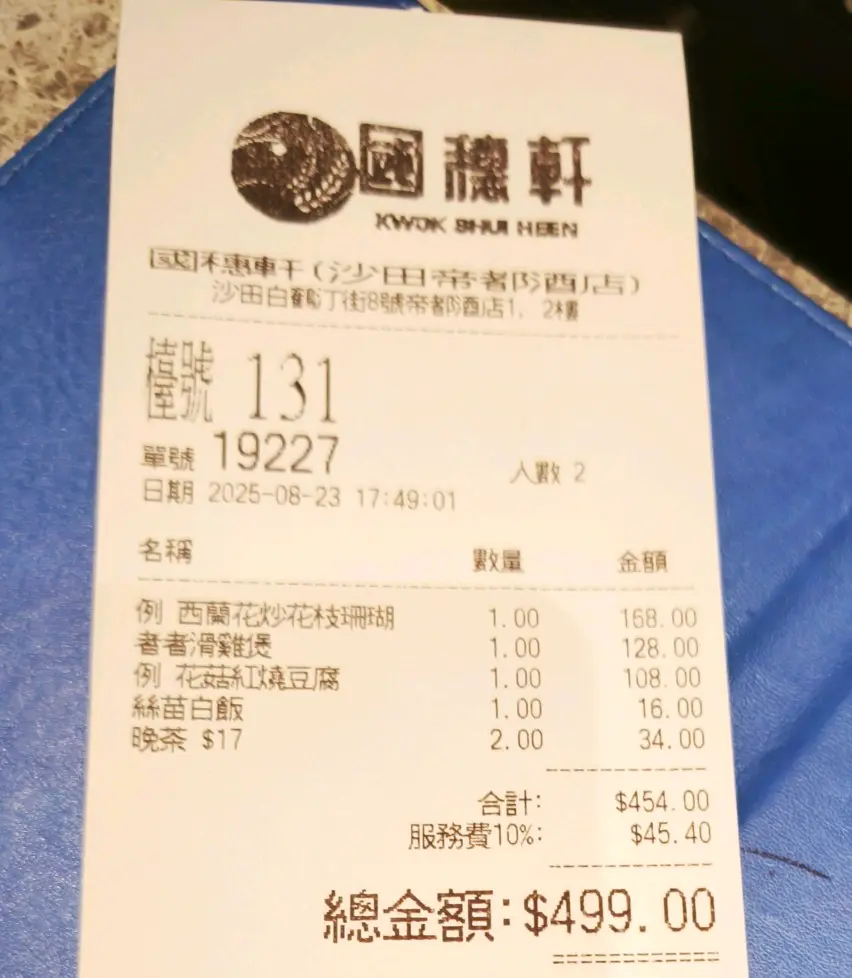 國穗軒
KWOK SHUI HEEN
國穗軒(沙田帝都酒店)
沙田白鶴汀街8號帝都酒店1, 2樓
檯號 131
單號 19227 人數 2
日期 2025-08-23 17:49:01
名稱 數量 金額
例 西蘭花炒花枝珊瑚 1.00 168.00
者者滑雞煲 1.00 128.00
例 花菇紅燒豆腐 1.00 108.00
絲苗白飯 1.00 16.00
晚茶 $17 2.00 34.00
合計: $454.00
服務費10%: $45.40
總金額:$499.00